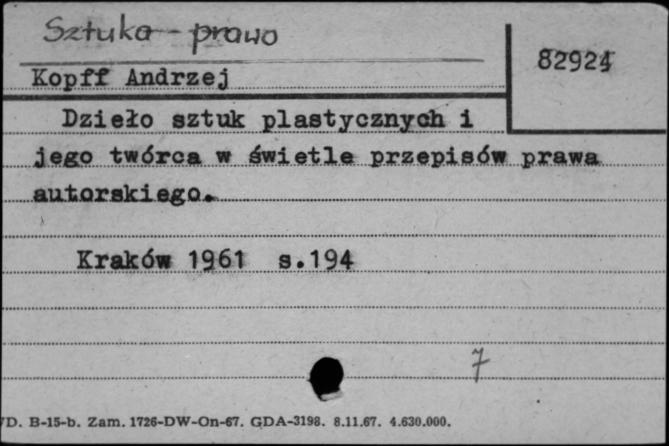 Sztuka - prawo
82924
Kopff Andrzej
Dzieło sztuk plastycznych i
jego twórca w świetle przepisów prawa
autorskiego.
Kraków 1961 s.194
7
VD. B-15-b. Zam. 1726-DW-On-67. GDA-3198. 8.11.67. 4.630.000.